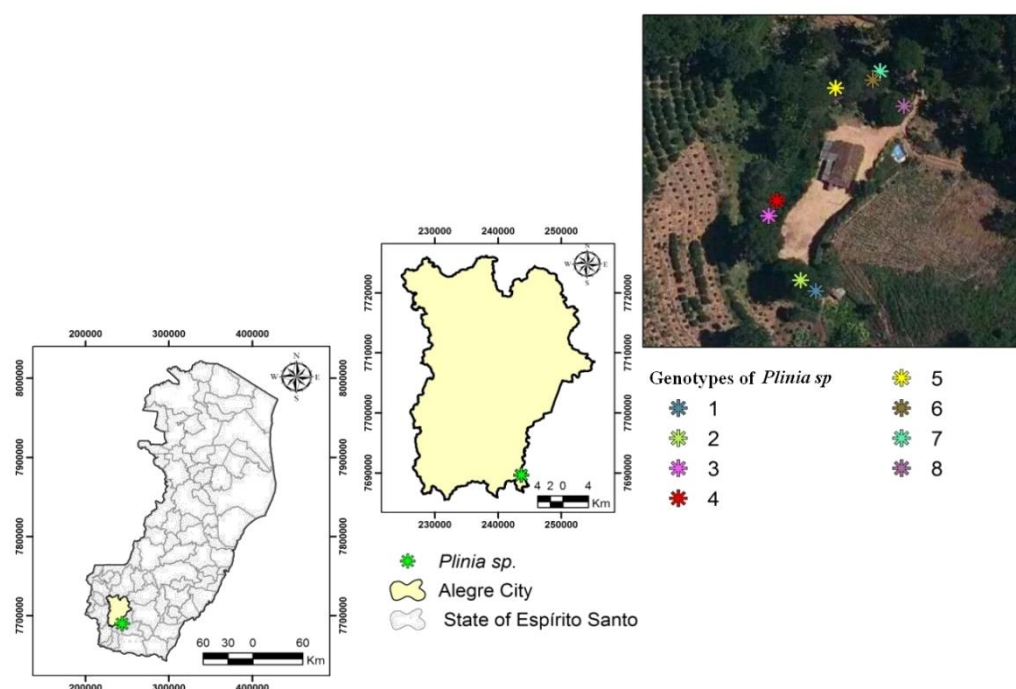 Genotypes of Plinia sp
1
2
3
4
5
6
7
8
230000 240000 250000
N
W E
S
7720000
7710000
7700000
7690000
7720000
7710000
7700000
7690000
4 2 0 4
Km
230000 240000 250000
Plinia sp.
Alegre City
State of Espírito Santo
200000 300000 400000
N
W E
S
8000000
7900000
7800000
7700000
8000000
7900000
7800000
7700000
60 30 0 60
Km
200000 300000 400000